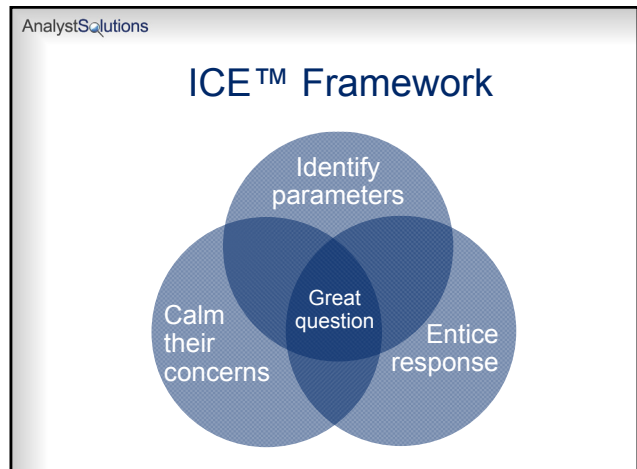 AnalystSolutions
ICE™ Framework
Identify
parameters
Great
question
Calm
their
concerns
Entice
response